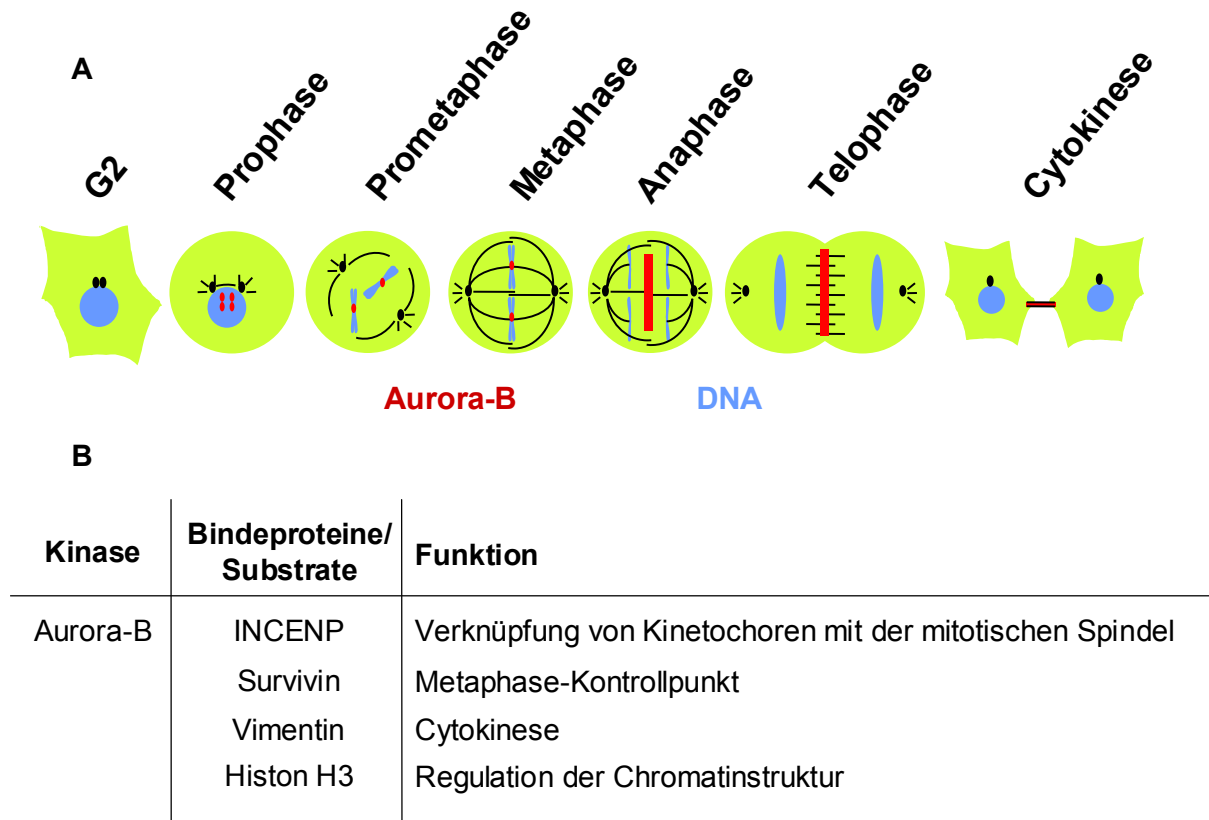 A
G2
Prophase
Prometaphase
Metaphase
Anaphase
Telophase
Cytokinese
Aurora-B
DNA
B
Kinase
Bindeproteine/
Substrate
Funktion
Aurora-B
INCENP
Verknüpfung von Kinetochoren mit der mitotischen Spindel
Survivin
Metaphase-Kontrollpunkt
Vimentin
Cytokinese
Histon H3
Regulation der Chromatinstruktur